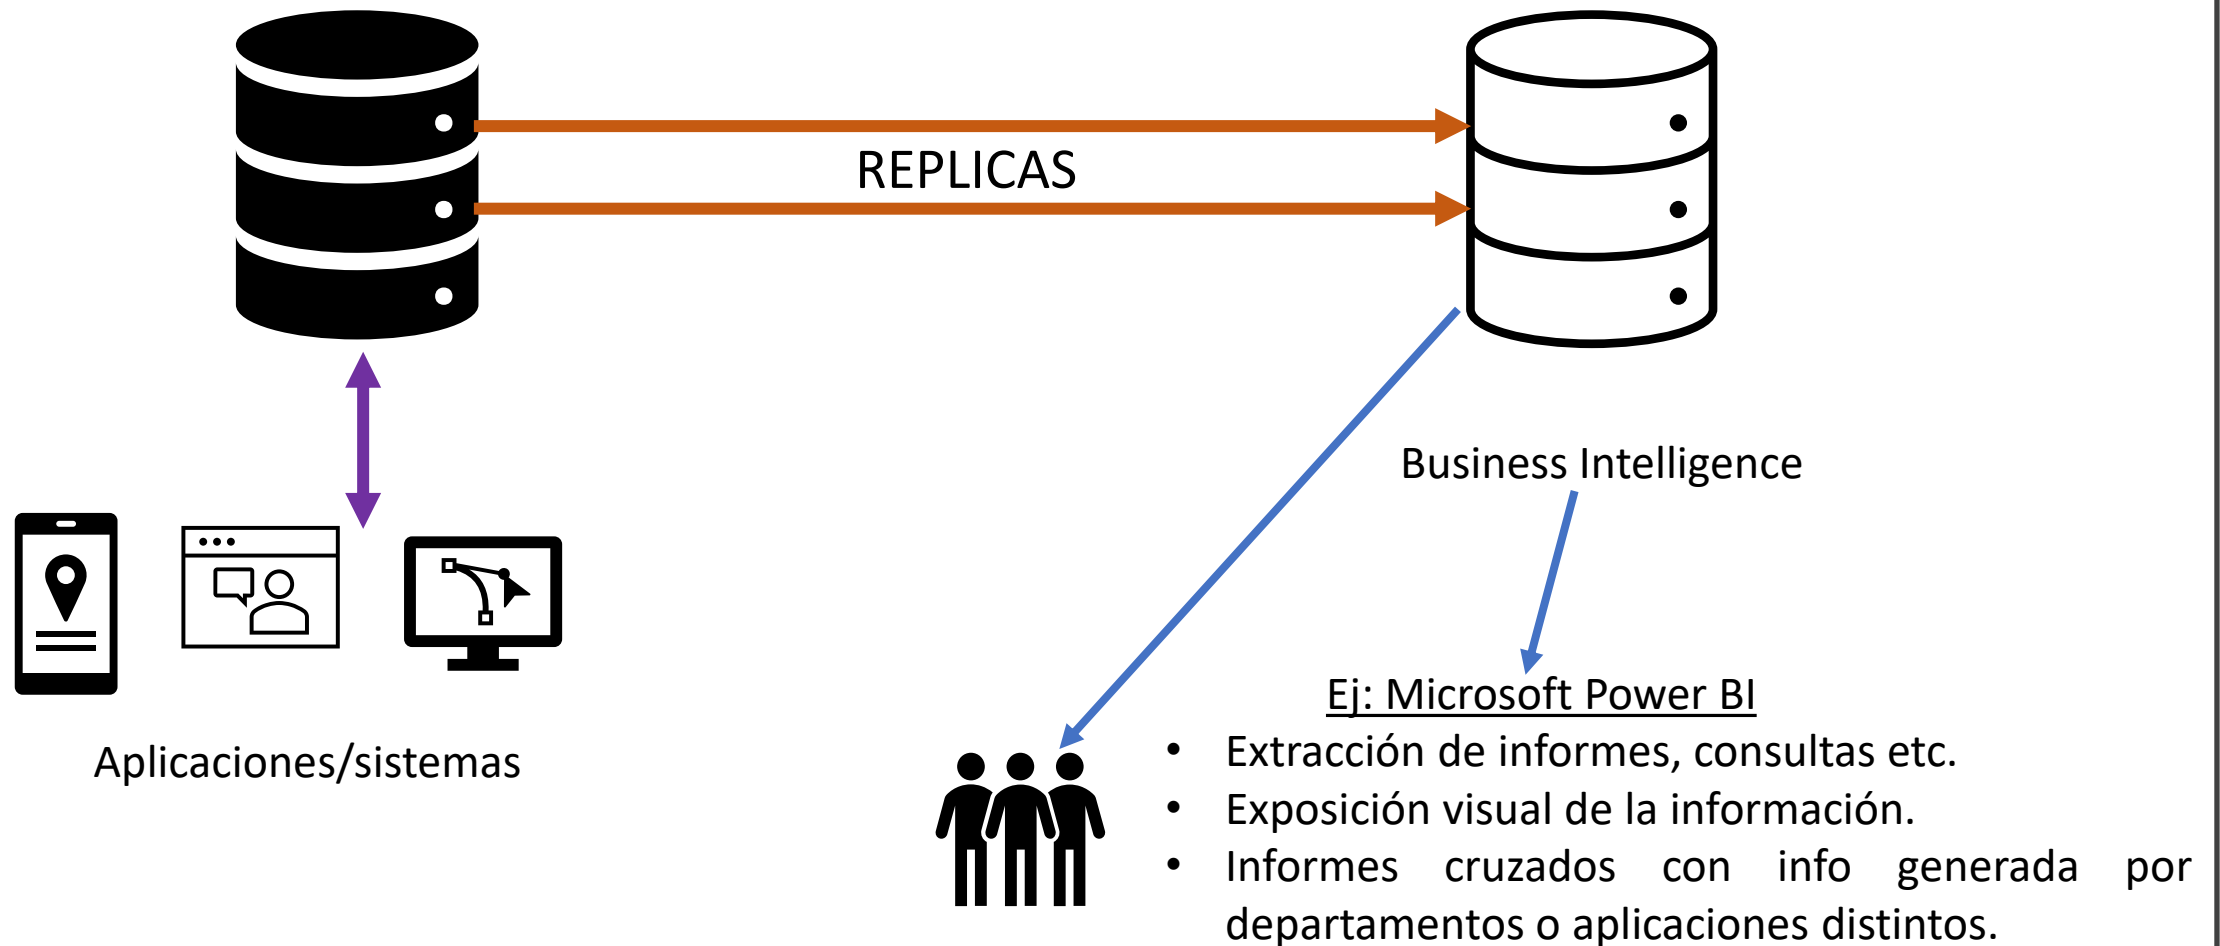 REPLICAS
Business Intelligence
Aplicaciones/sistemas
Ej: Microsoft Power BI
• Extracción de informes, consultas etc.
• Exposición visual de la información.
• Informes cruzados con info generada por
departamentos o aplicaciones distintos.